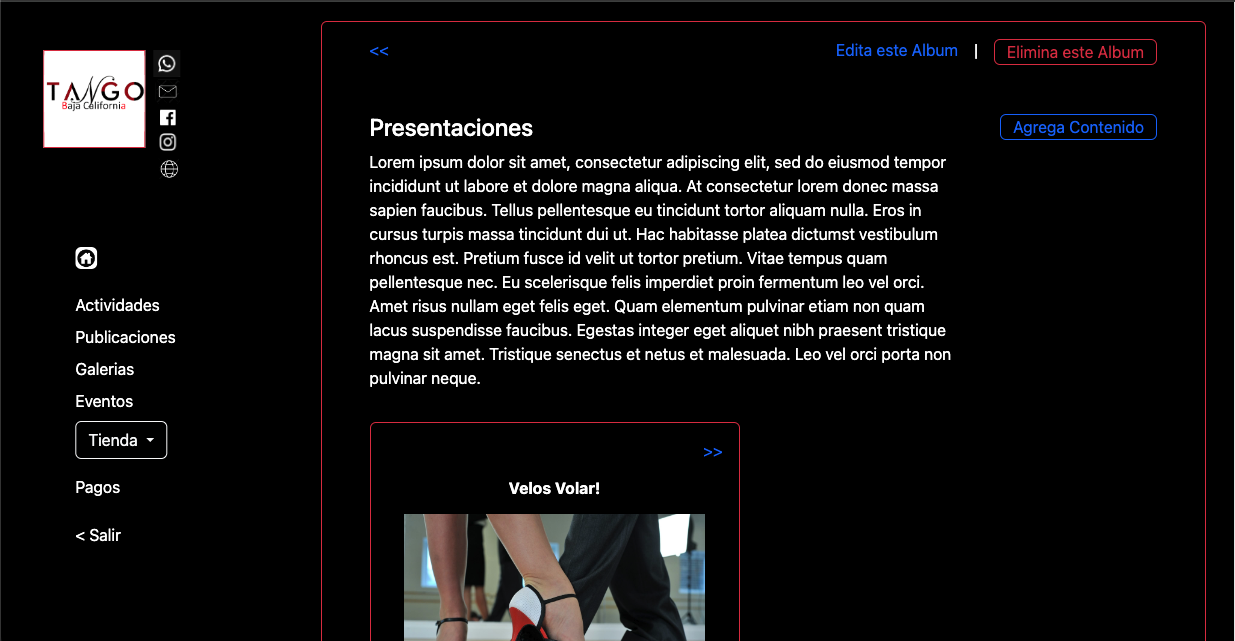 TANGO
Baja California
Actividades
Publicaciones
Galerias
Eventos
Tienda
Pagos
< Salir
<<
Edita este Album | Elimina este Album
Presentaciones
Agrega Contenido
Lorem ipsum dolor sit amet, consectetur adipiscing elit, sed do eiusmod tempor
incididunt ut labore et dolore magna aliqua. At consectetur lorem donec massa
sapien faucibus. Tellus pellentesque eu tincidunt tortor aliquam nulla. Eros in
cursus turpis massa tincidunt dui ut. Hac habitasse platea dictumst vestibulum
rhoncus est. Pretium fusce id velit ut tortor pretium. Vitae tempus quam
pellentesque nec. Eu scelerisque felis imperdiet proin fermentum leo vel orci.
Amet risus nullam eget felis eget. Quam elementum pulvinar etiam non quam
lacus suspendisse faucibus. Egestas integer eget aliquet nibh praesent tristique
magna sit amet. Tristique senectus et netus et malesuada. Leo vel orci porta non
pulvinar neque.
>>
Velos Volar!